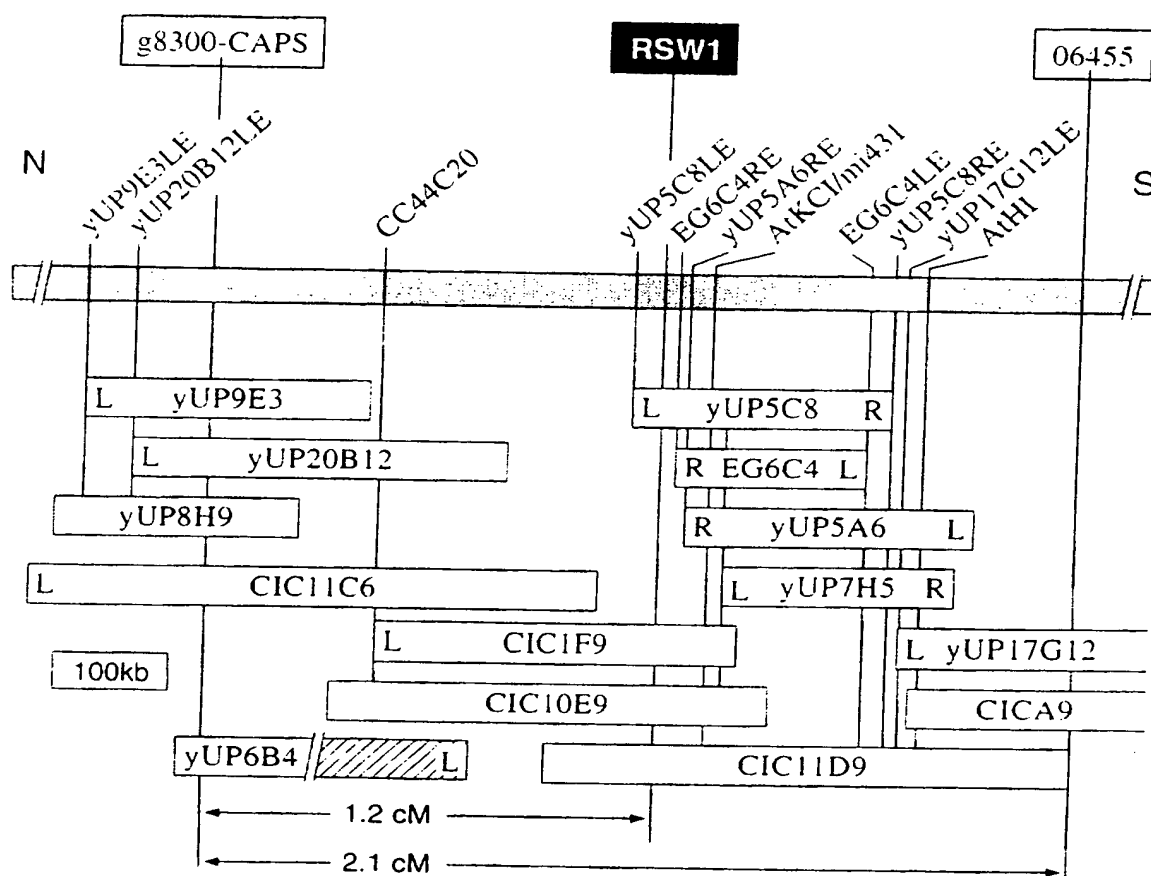 g8300-CAPS
RSW1
06455
N
S
yUP9E3LE
yUP20B12LE
CC44C20
yUP5C8LE
EG6C4RE
yUP5A6RE
AtKCI/mi431
EG6C4LE
yUP5C8RE
yUP17G12LE
AtHI
L yUP9E3
L yUP5C8 R
L yUP20B12
R EG6C4 L
yUP8H9
R yUP5A6 L
L CIC11C6
L yUP7H5 R
L CIC1F9
L yUP17G12
100kb
CIC10E9
CICA9
yUP6B4 L
CIC11D9
1.2 cM
2.1 cM